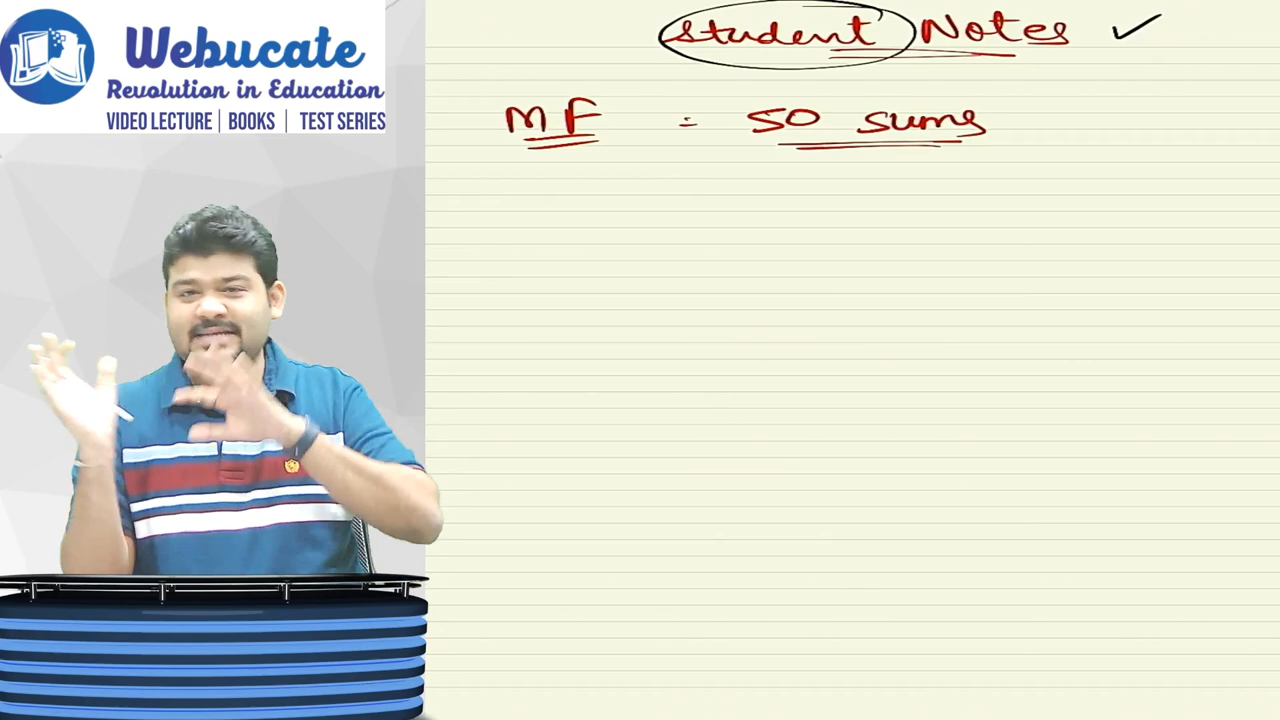 Webucate
Revolution in Education
VIDEO LECTURE | BOOKS | TEST SERIES
Student Notes ✓
MF = 50 sums